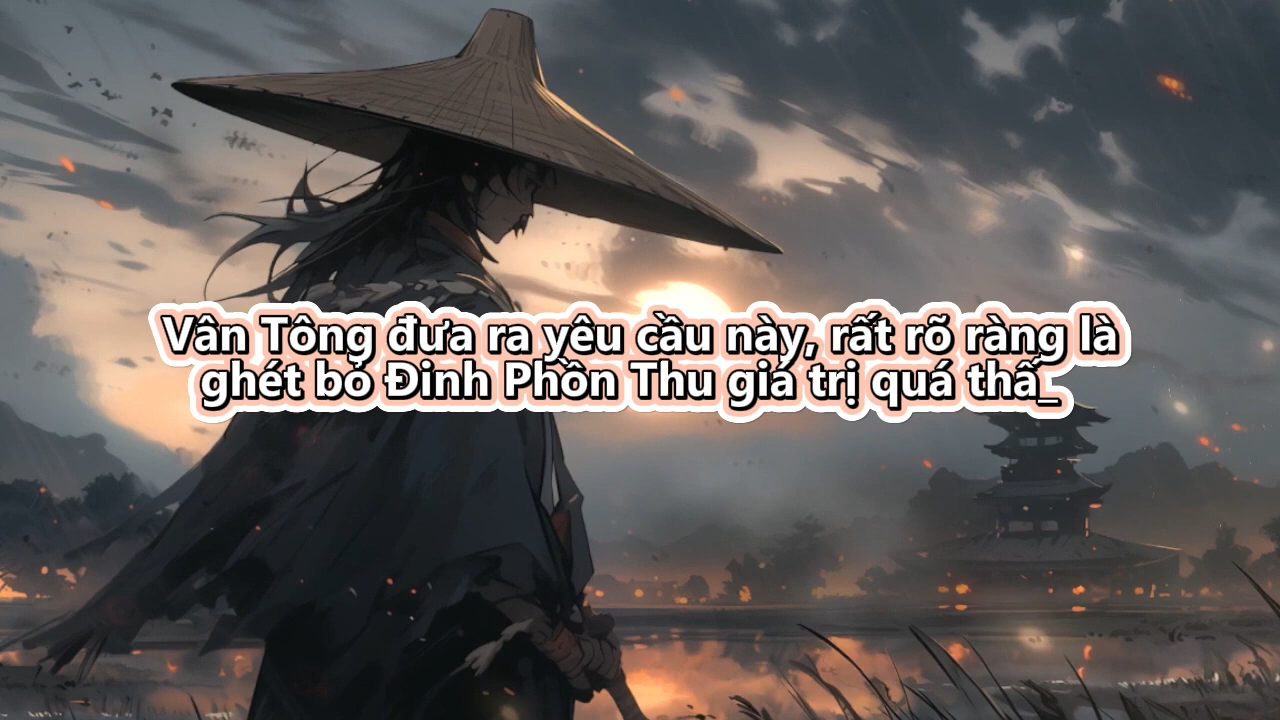 Vân Tông đưa ra yêu cầu này, rất rõ ràng là
ghét bỏ Đinh Phồn Thu giá trị quá thấ_